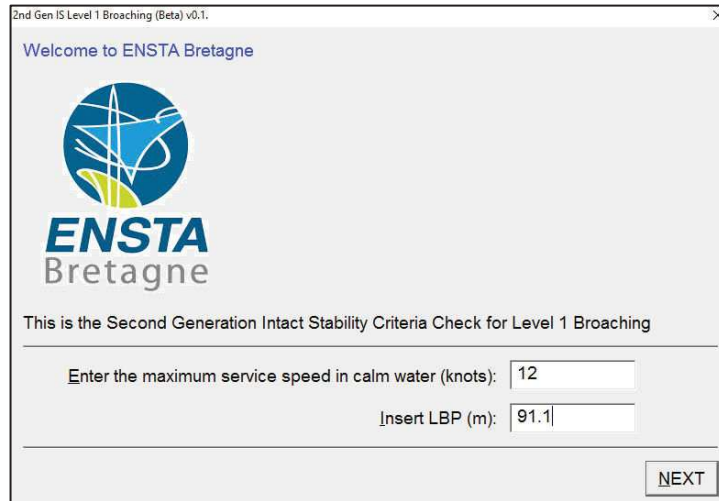 2nd Gen IS Level 1 Broaching (Beta) v0.1.
Welcome to ENSTA Bretagne
ENSTA
Bretagne
This is the Second Generation Intact Stability Criteria Check for Level 1 Broaching
Enter the maximum service speed in calm water (knots): 12
Insert LBP (m): 91.1
NEXT